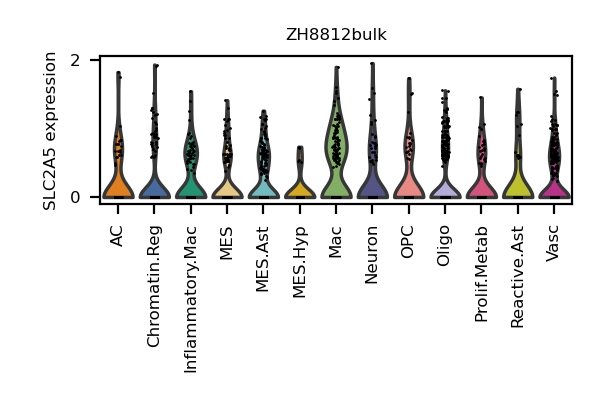 ZH8812bulk
SLC2A5 expression
2
0
AC
Chromatin.Reg
Inflammatory.Mac
MES
MES.Ast
MES.Hyp
Mac
Neuron
OPC
Oligo
Prolif.Metab
Reactive.Ast
Vasc